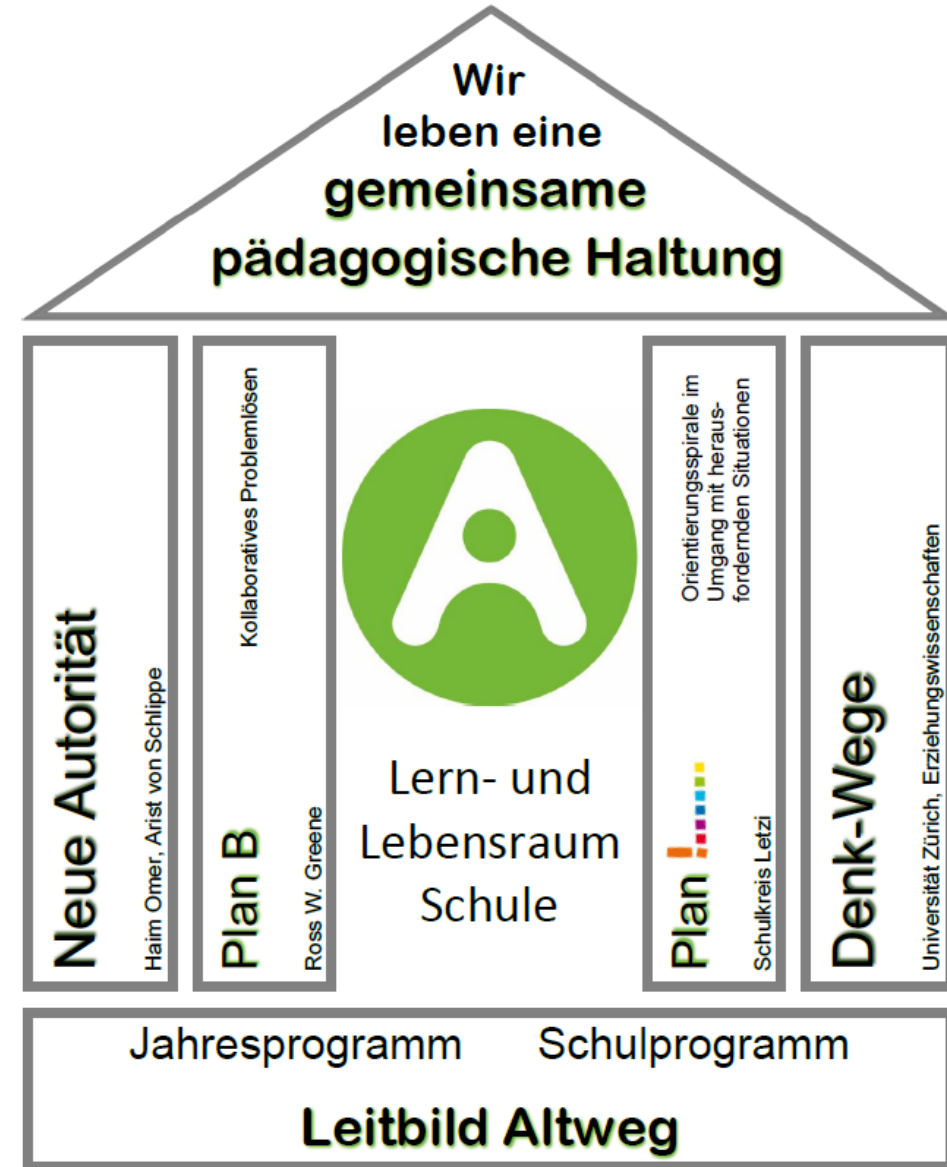 Wir
leben eine
gemeinsame
pädagogische Haltung
Neue Autorität
Haim Omer, Arist von Schlippe
Plan B
Kollaboratives Problemlösen
Ross W. Greene
A
Lern- und
Lebensraum
Schule
Plan !
Orientierungsspirale im
Umgang mit heraus-
fordernden Situationen
Schulkreis Letzi
Denk-Wege
Universität Zürich, Erziehungswissenschaften
Jahresprogramm Schulprogramm
Leitbild Altweg